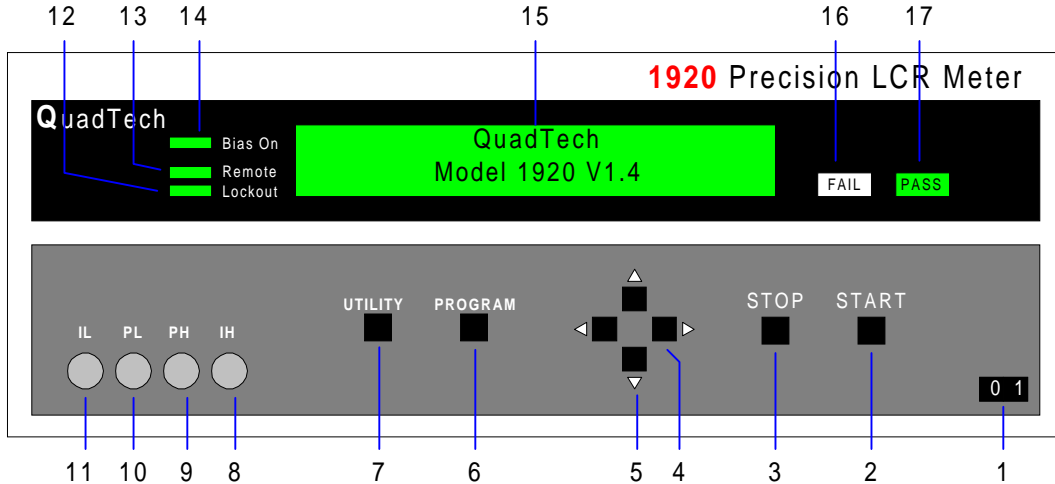 12 13 14 15 16 17
1920 Precision LCR Meter
QuadTech
Bias On
Remote
Lockout
QuadTech
Model 1920 V1.4
FAIL PASS
UTILITY PROGRAM
STOP START
IL PL PH IH
0 1
11 10 9 8 7 6 5 4 3 2 1